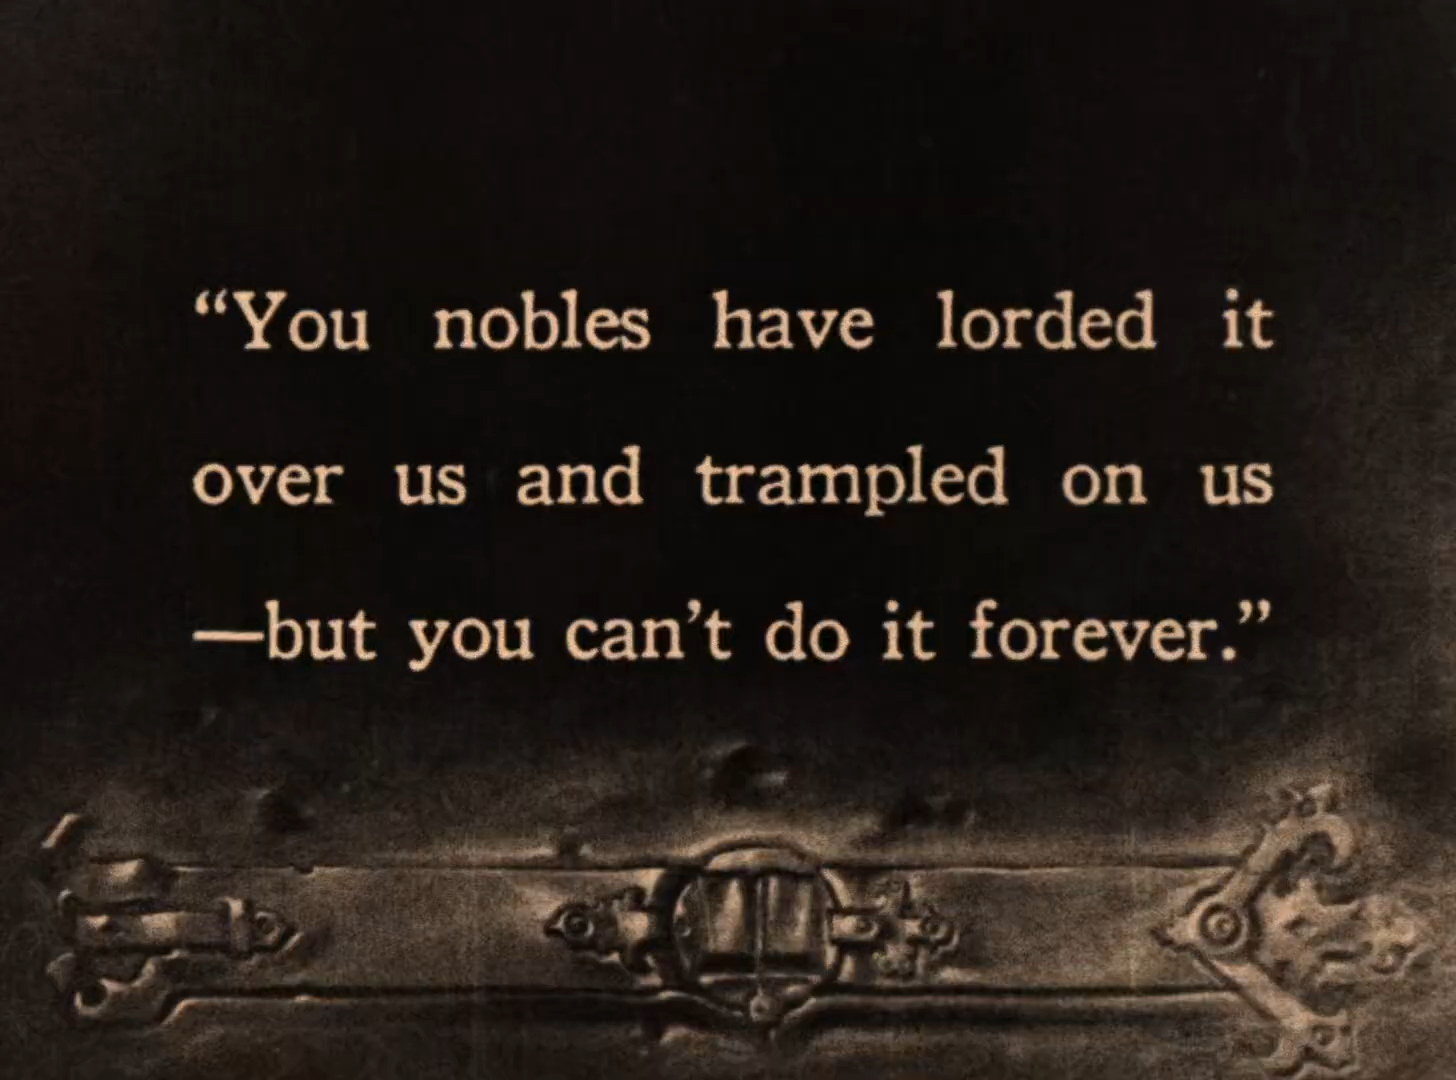 “You nobles have lorded it
over us and trampled on us
—but you can’t do it forever.”